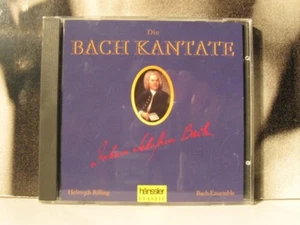 Die
BACH KANTATE
Johann Sebastian Bach
Helmuth Rilling
hänssler
CLASSIC
Bach-Ensemble